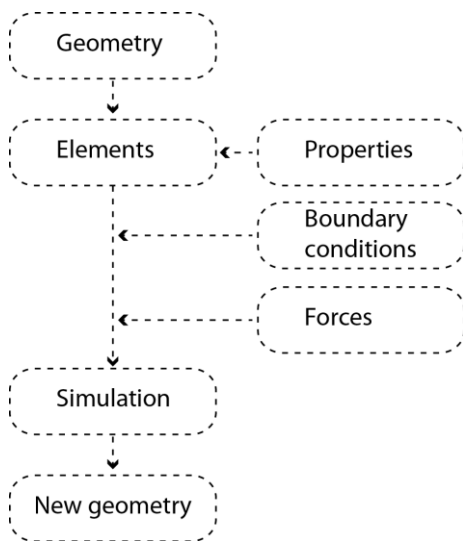 Geometry
Elements
Properties
Boundary
conditions
Forces
Simulation
New geometry